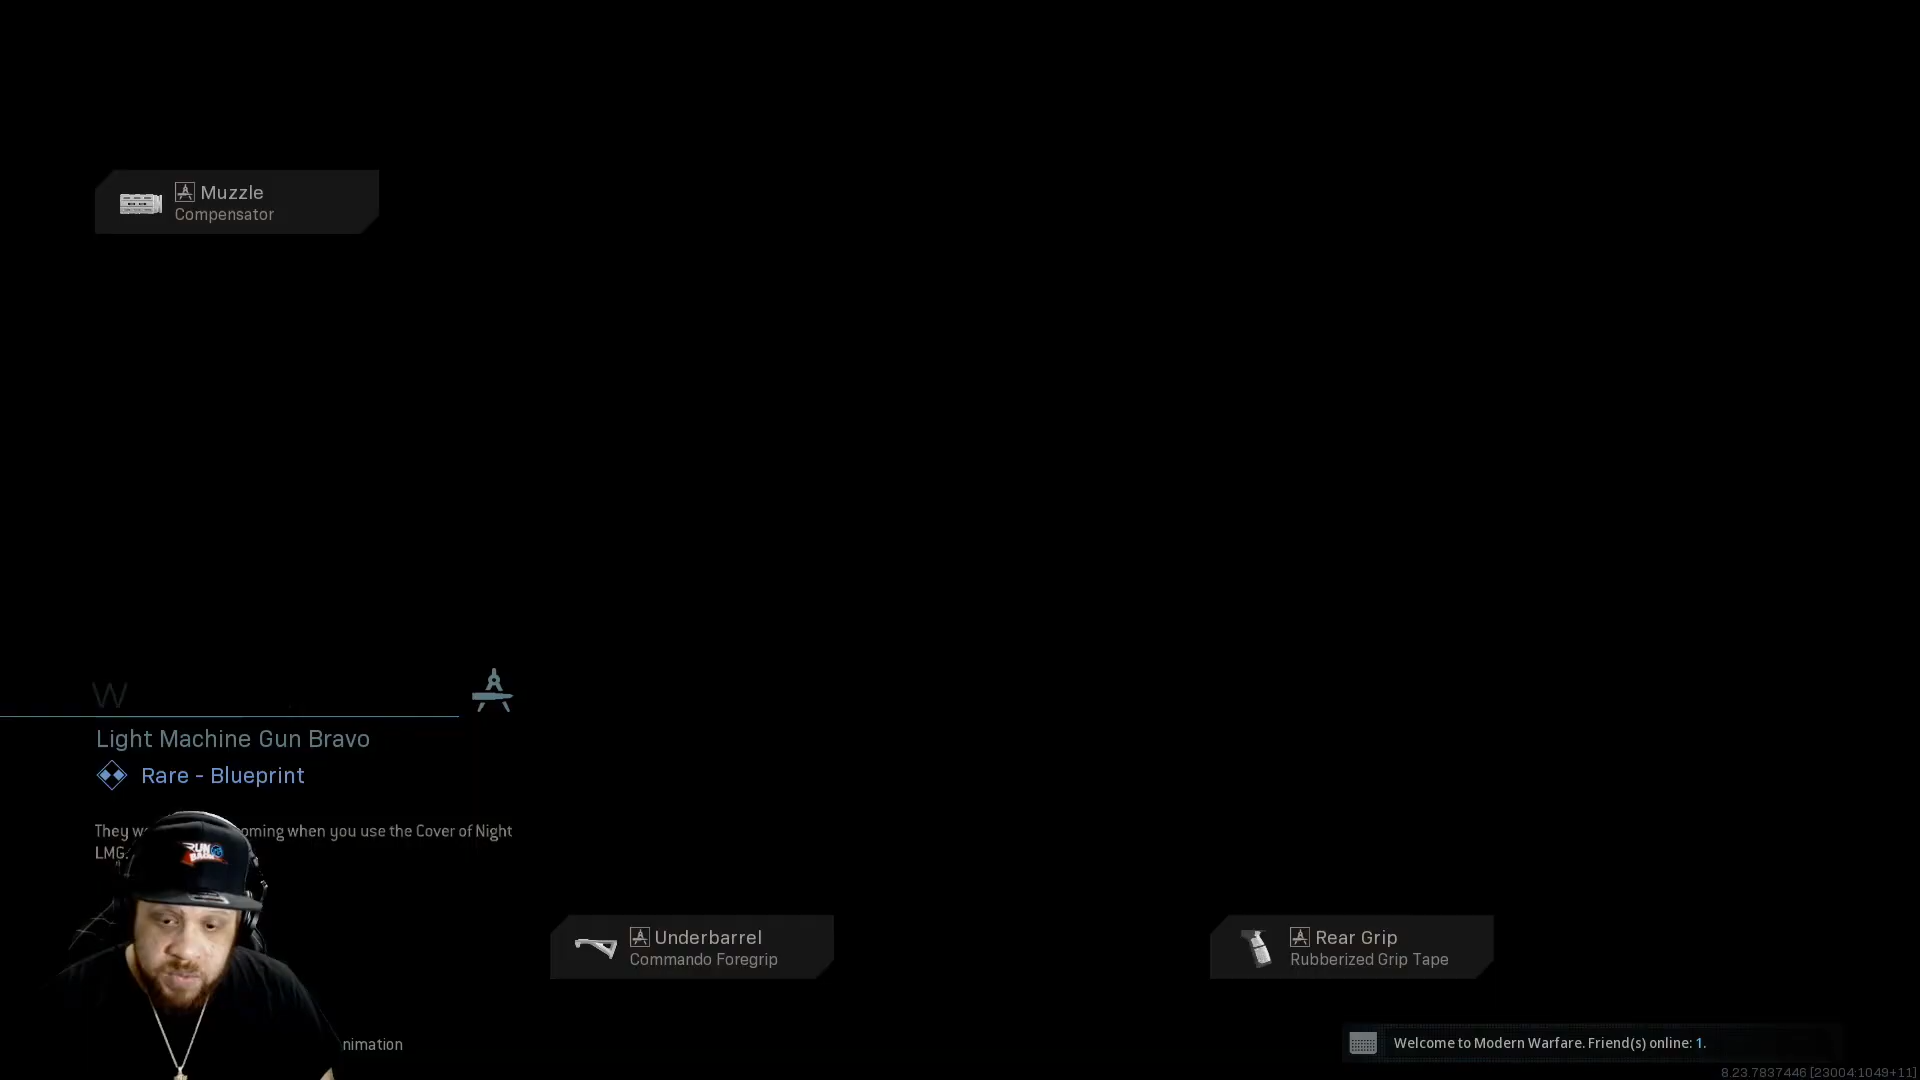 Muzzle
Compensator
W
Light Machine Gun Bravo
Rare - Blueprint
They oming when you use the Cover of Night
LMG.
RUN
BACK
Underbarrel
Commando Foregrip
Rear Grip
Rubberized Grip Tape
nimation
Welcome to Modern Warfare. Friend(s) online: 1.
8.23.7837446 [23004:1049+11]